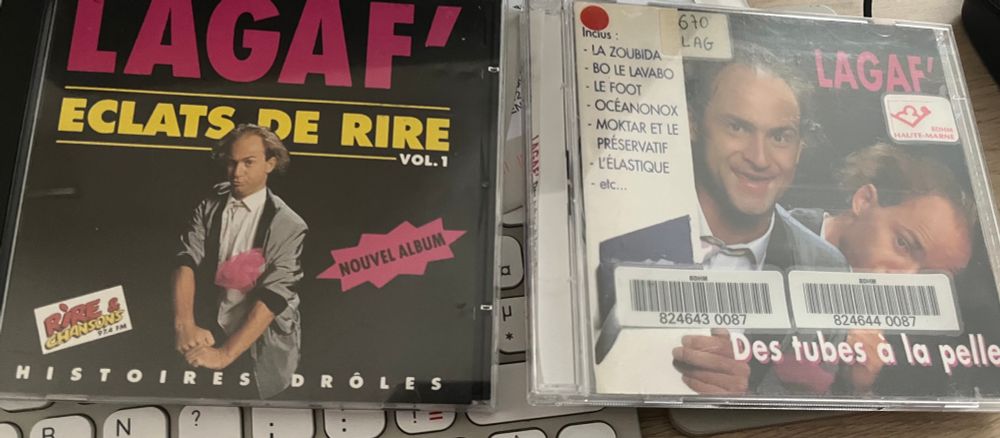 LAGAF'
ECLATS DE RIRE
VOL.1
NOUVEL ALBUM
RIRE &
CHANSONS
97.4 FM
HISTOIRES DRÔLES
Inclus :
- LA ZOUBIDA
- BO LE LAVABO
- LE FOOT
- OCÉANONOX
- MOKTAR ET LE
PRÉSERVATIF
- L'ÉLASTIQUE
- etc...
670
LAG
LAGAF'
BDHM
HAUTE-MARNE
BDHM
824643 0087
BDHM
824644 0087
Des tubes à la pelle
LAGAF'
B
N
?
!
=
µ